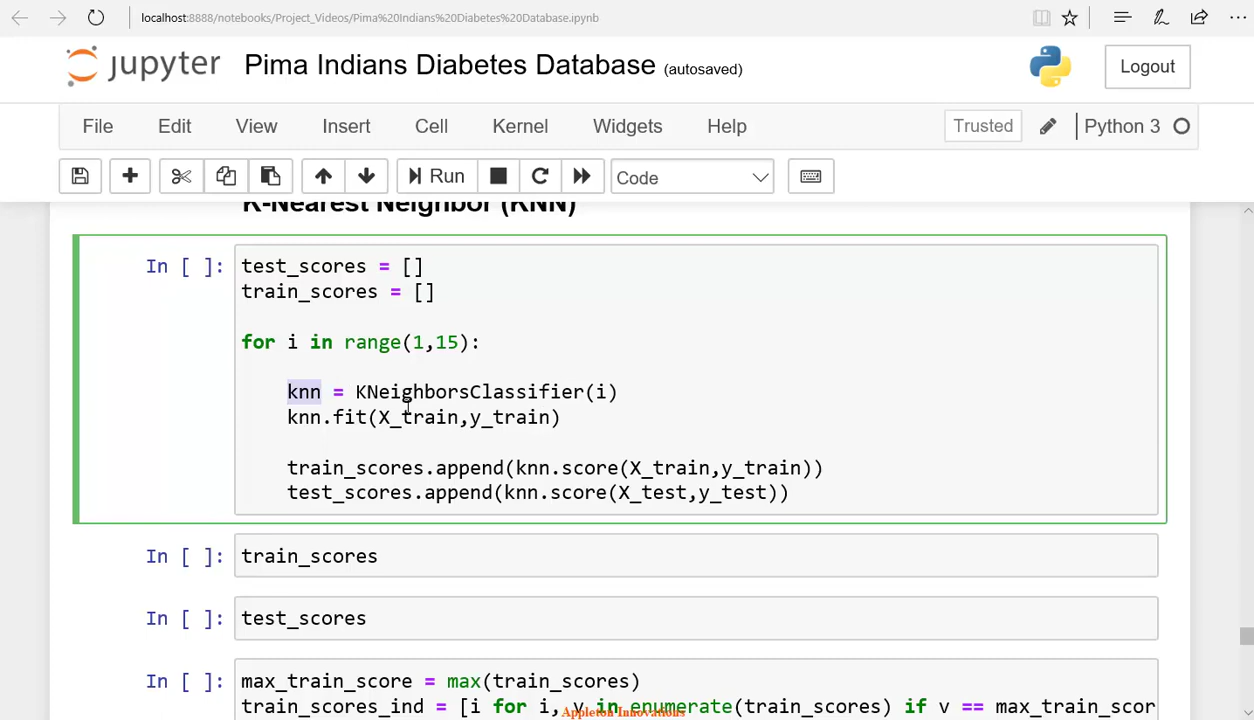 localhost:8888/notebooks/Project_Videos/Pima%20Indians%20Diabetes%20Database.ipynb
jupyter Pima Indians Diabetes Database (autosaved) Logout
File Edit View Insert Cell Kernel Widgets Help Trusted Python 3
Run Code
K-Nearest Neighbor (KNN)
In [ ]: test_scores = []
train_scores = []
for i in range(1,15):
knn = KNeighborsClassifier(i)
knn.fit(X_train,y_train)
train_scores.append(knn.score(X_train,y_train))
test_scores.append(knn.score(X_test,y_test))
In [ ]: train_scores
In [ ]: test_scores
In [ ]: max_train_score = max(train_scores)
train_scores_ind = [i for i, v in enumerate(train_scores) if v == max_train_scor
Appleton Innovations